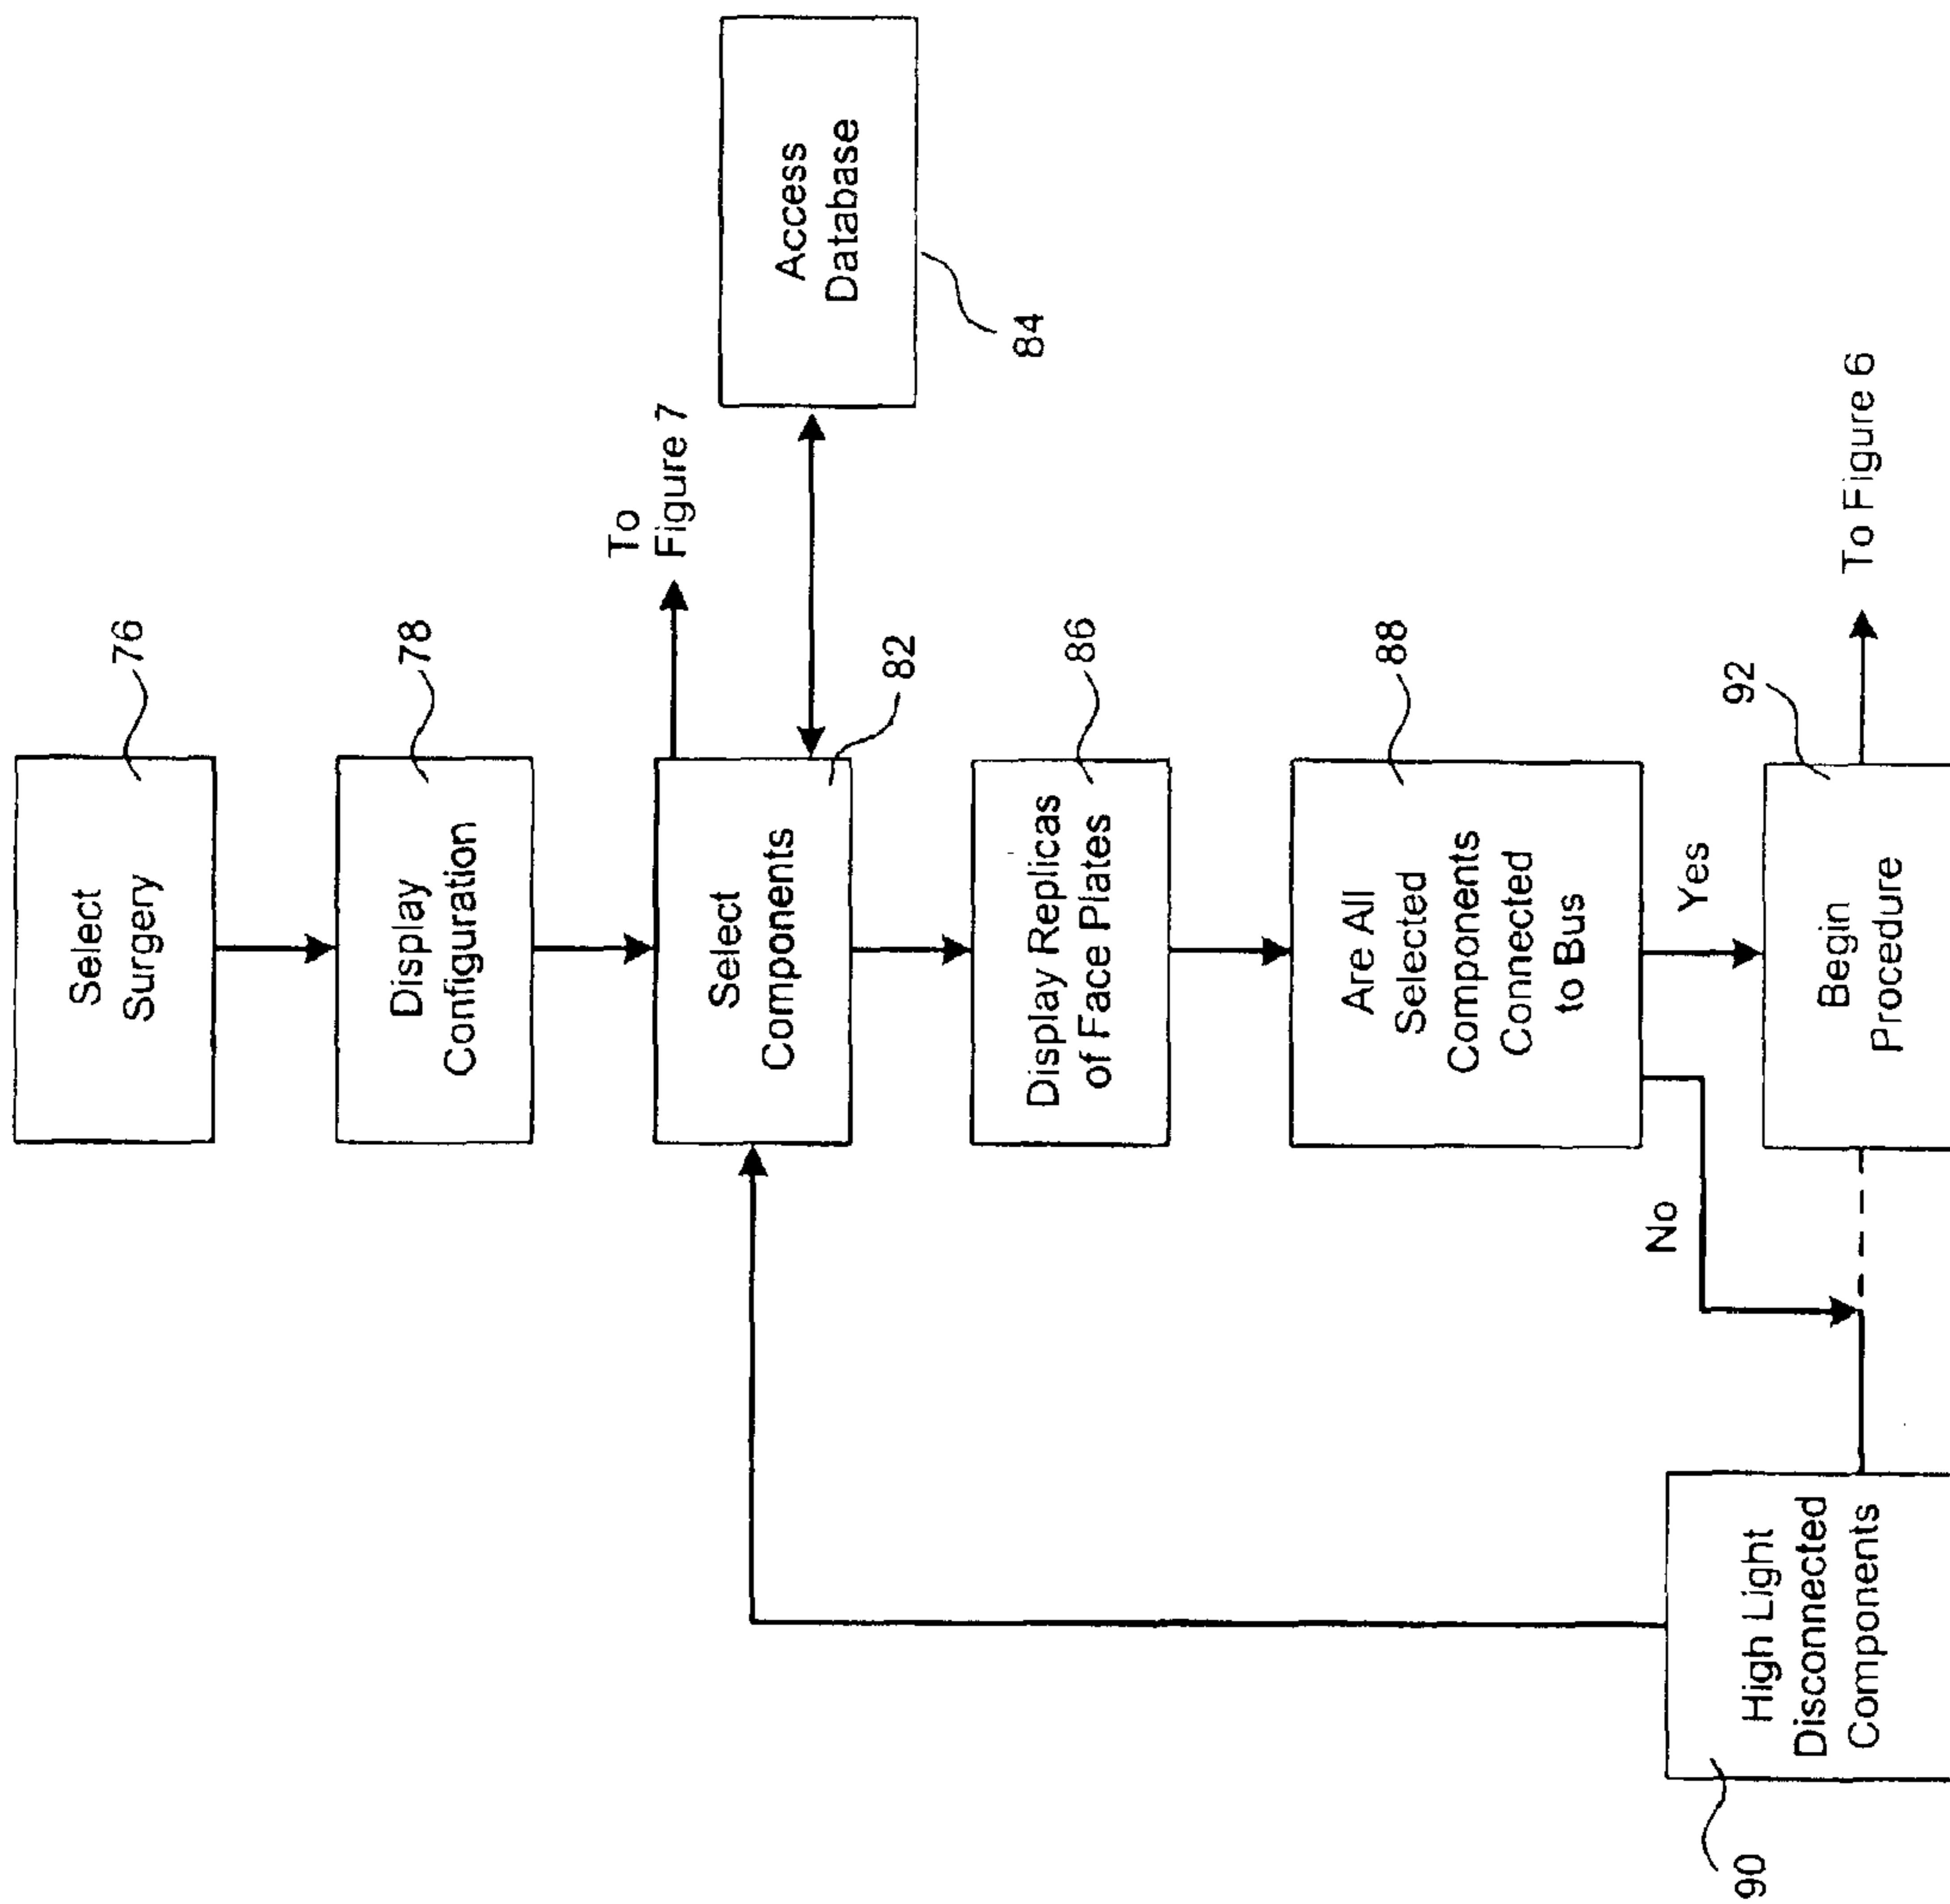 76
Select
Surgery
78
Display
Configuration
To
Figure 7
82
Select
Components
Access
Database
84
86
Display Replicas
of Face Plates
88
Are All
Selected
Components
Connected
to Bus
Yes
No
92
Begin
Procedure
To Figure 6
High Light
Disconnected
Components
90